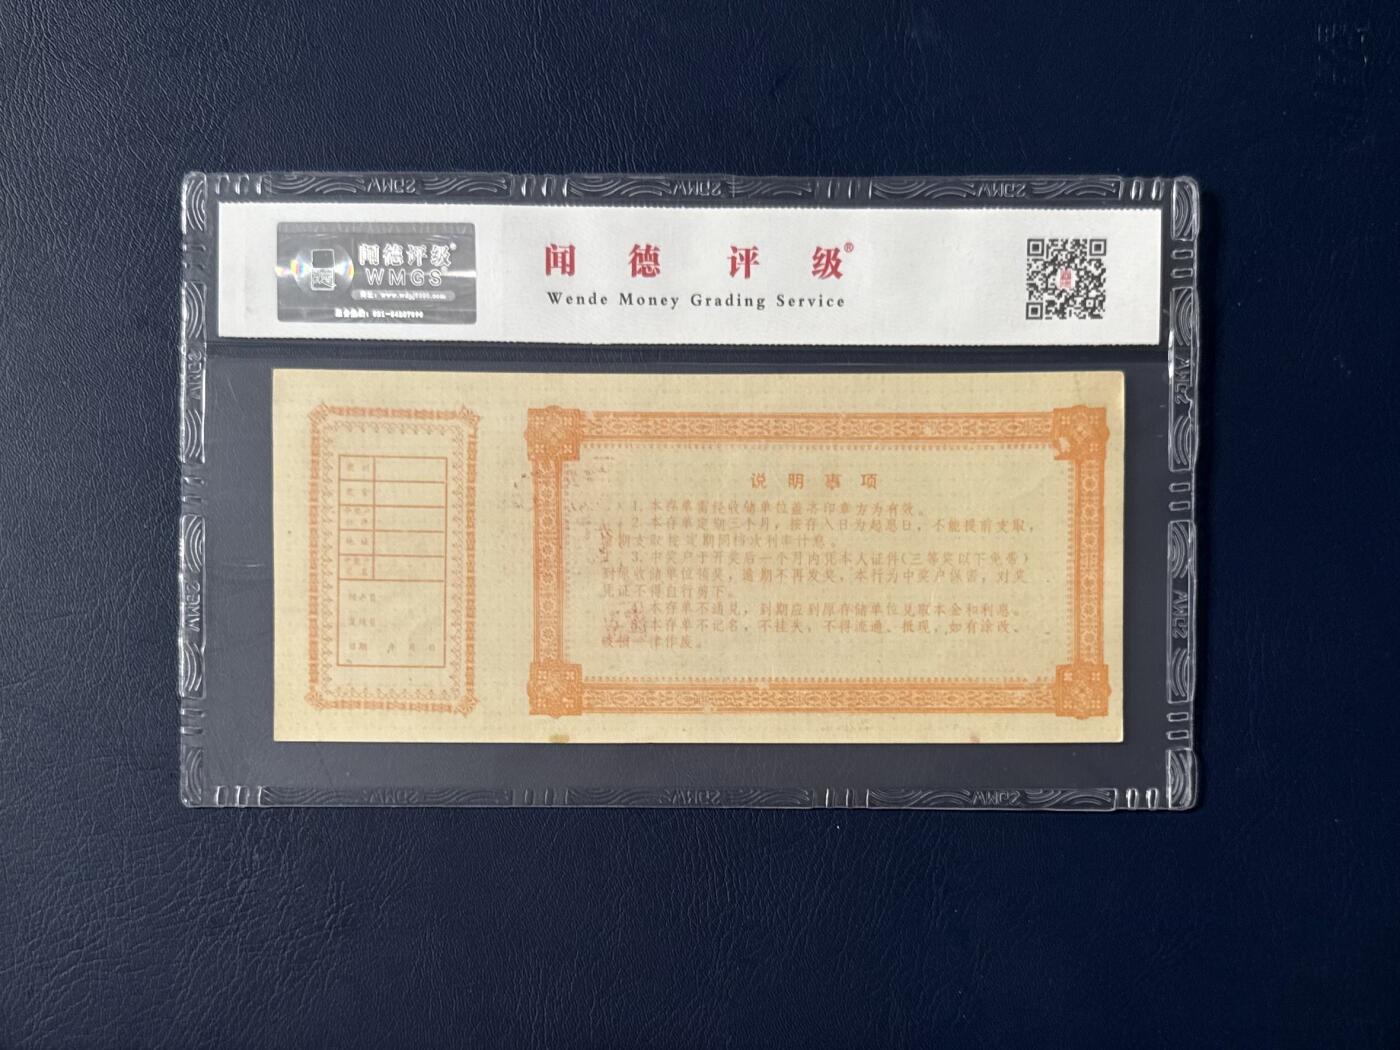 闻德评级®
WMGS
闻 德 评 级®
Wende Money Grading Service
说明事项
1. 本存单需经收储单位盖齐印章方为有效。
2. 本存单定期三个月，按存入日为起息日，不能提前支取，
期支取按定期同档次利率计息。
3. 中奖户于开奖后一个月内凭本人证件(三等奖以下免带)
到原收储单位领奖，逾期不再发奖，本行为中奖户保密，对奖
凭证不得自行剪下。
4. 本存单不通兑，到期应到原存储单位兑取本金和利息。
5. 本存单不记名，不挂失，不得流通、抵现，如有涂改、
破损一律作废。
地址
日期 年 月 日